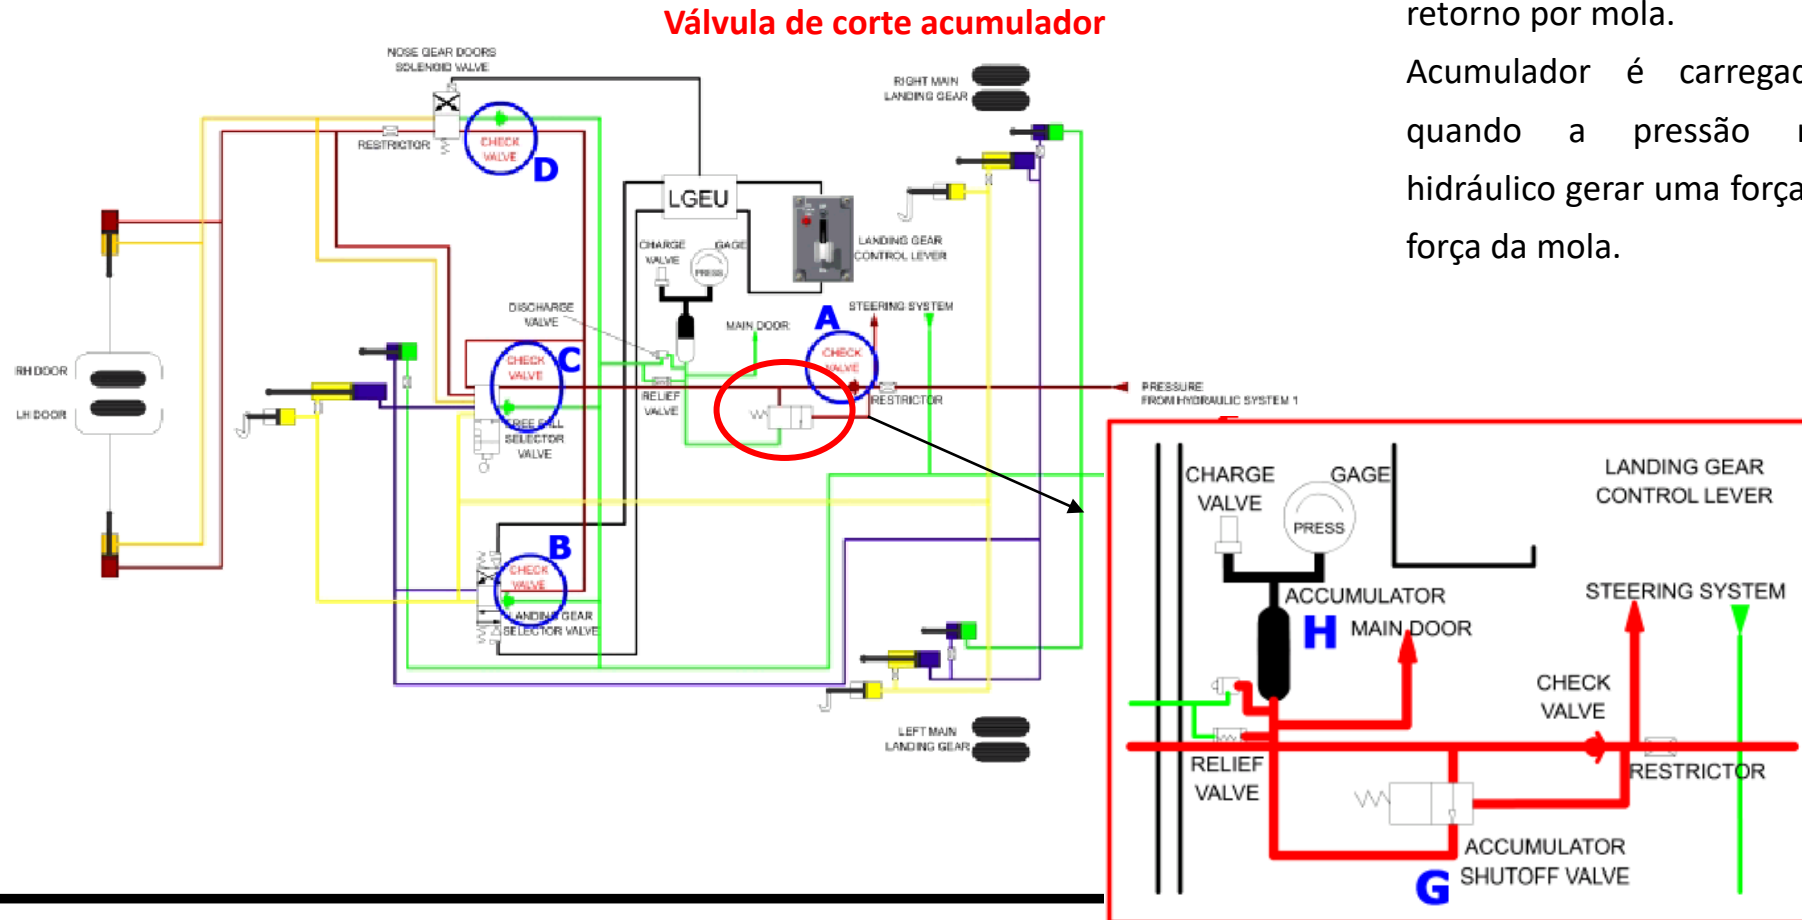 Válvula de corte acumulador
retorno por mola.
Acumulador é carregad
quando a pressão
hidráulico gerar uma força
força da mola.
NOSE GEAR DOORS
SOLENOID VALVE
RIGHT MAIN
LANDING GEAR
RESTRICTOR
CHECK
VALVE
D
LGEU
CHARGE
VALVE
GAGE
PRESS
LANDING GEAR
CONTROL LEVER
DISCHARGE
VALVE
MAIN DOOR
STEERING SYSTEM
A
CHECK
VALVE
RH DOOR
LH DOOR
CHECK
VALVE
C
RELIEF
VALVE
RESTRICTOR
PRESSURE
FROM HYDRAULIC SYSTEM 1
FREE FALL
SELECTOR
VALVE
B
CHECK
VALVE
LANDING GEAR
SELECTOR VALVE
LEFT MAIN
LANDING GEAR
CHARGE
VALVE
GAGE
PRESS
LANDING GEAR
CONTROL LEVER
ACCUMULATOR
H
MAIN DOOR
STEERING SYSTEM
CHECK
VALVE
RELIEF
VALVE
RESTRICTOR
ACCUMULATOR
SHUTOFF VALVE
G